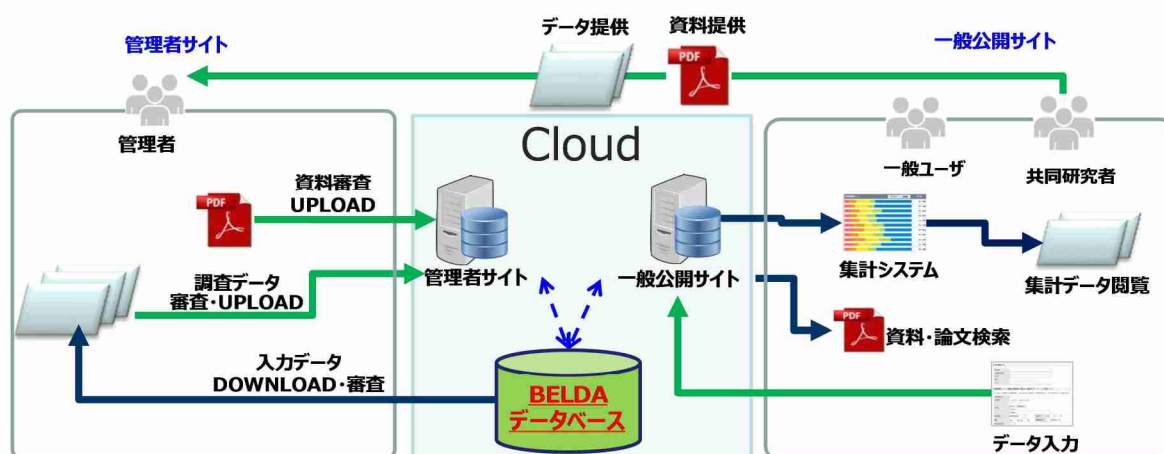 データ提供
資料提供
管理者サイト
一般公開サイト
管理者
Cloud
一般ユーザ
共同研究者
資料審査
UPLOAD
PDF
管理者サイト
一般公開サイト
集計システム
集計データ閲覧
調査データ
審査・UPLOAD
資料・論文検索
入力データ
DOWNLOAD・審査
BELDA
データベース
データ入力
PDF
PDF